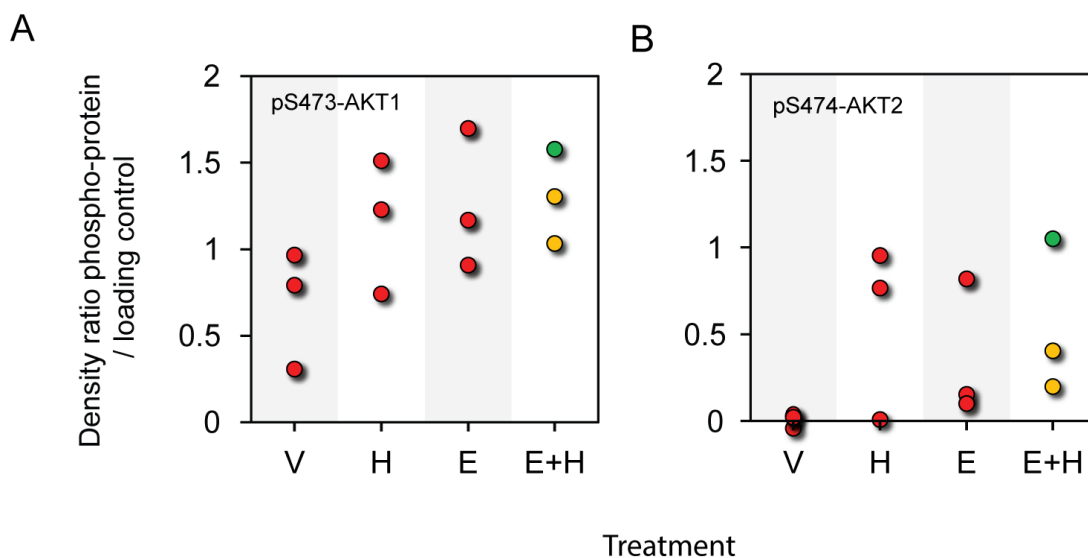 A
B
Density ratio phospho-protein
/ loading control
2
1.5
1
0.5
0
pS473-AKT1
V H E E+H
2
1.5
1
0.5
0
pS474-AKT2
V H E E+H
Treatment